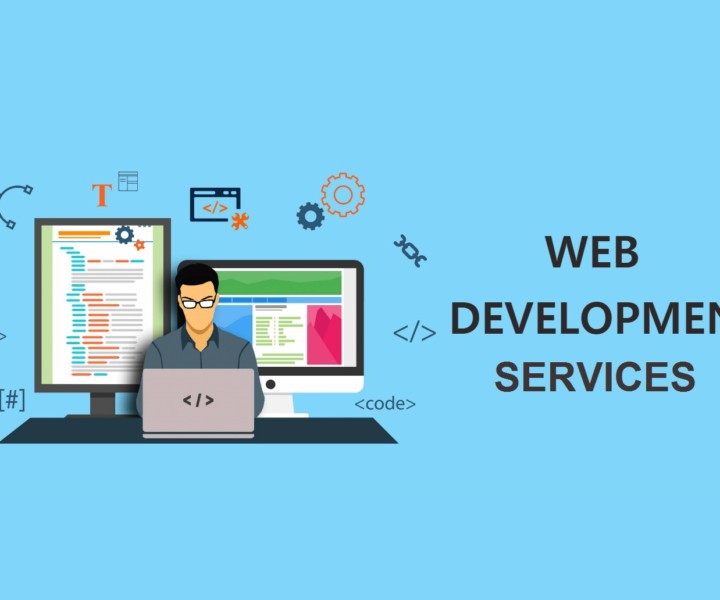 T
</>
WEB
DEVELOPMEN
</>
SERVICES
</>
[#]
<code>